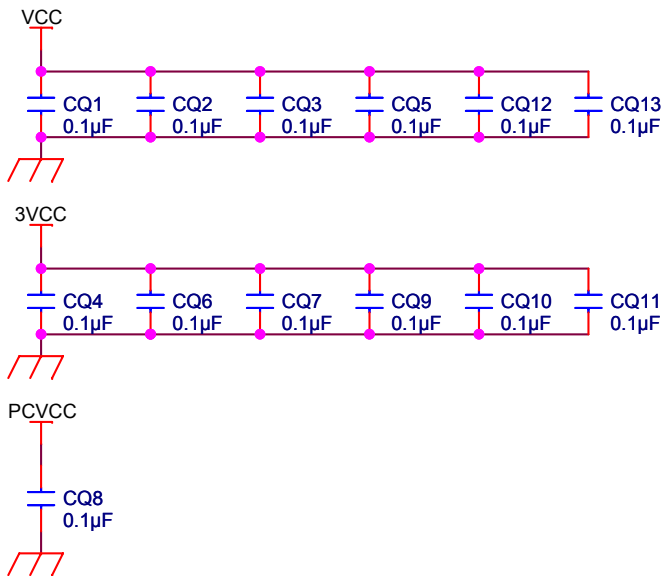 VCC
CQ1 CQ2 CQ3 CQ5 CQ12 CQ13
0.1µF 0.1µF 0.1µF 0.1µF 0.1µF 0.1µF
3VCC
CQ4 CQ6 CQ7 CQ9 CQ10 CQ11
0.1µF 0.1µF 0.1µF 0.1µF 0.1µF 0.1µF
PCVCC
CQ8
0.1µF